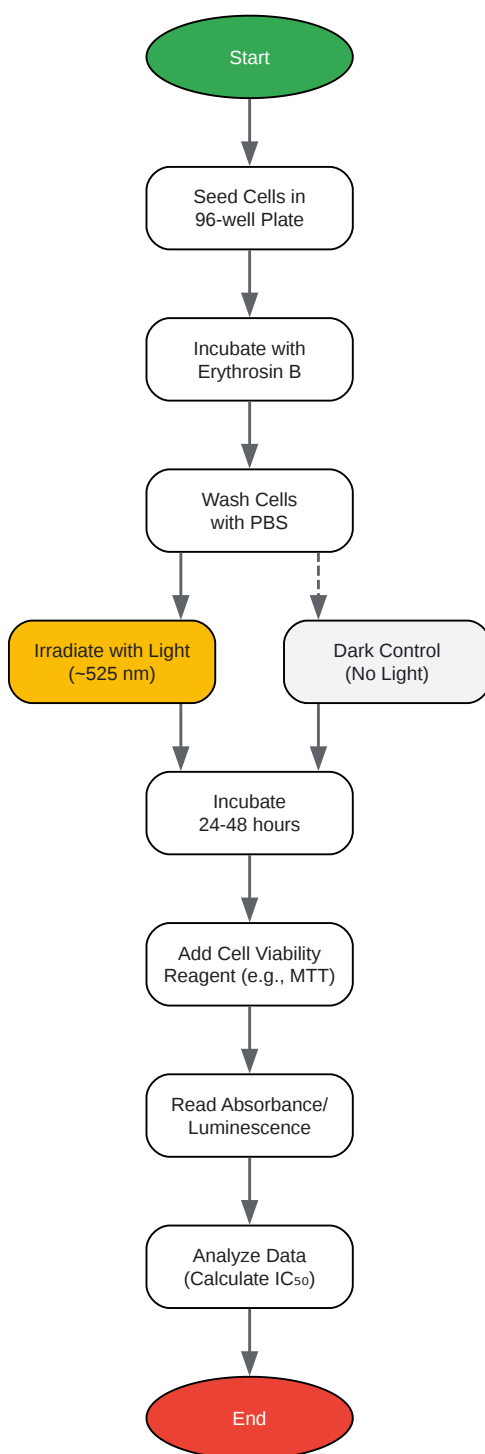 Start
Seed Cells in
96-well Plate
Incubate with
Erythrosin B
Wash Cells
with PBS
Irradiate with Light
(~525 nm)
Dark Control
(No Light)
Incubate
24-48 hours
Add Cell Viability
Reagent (e.g., MTT)
Read Absorbance/
Luminescence
Analyze Data
(Calculate IC₅₀)
End